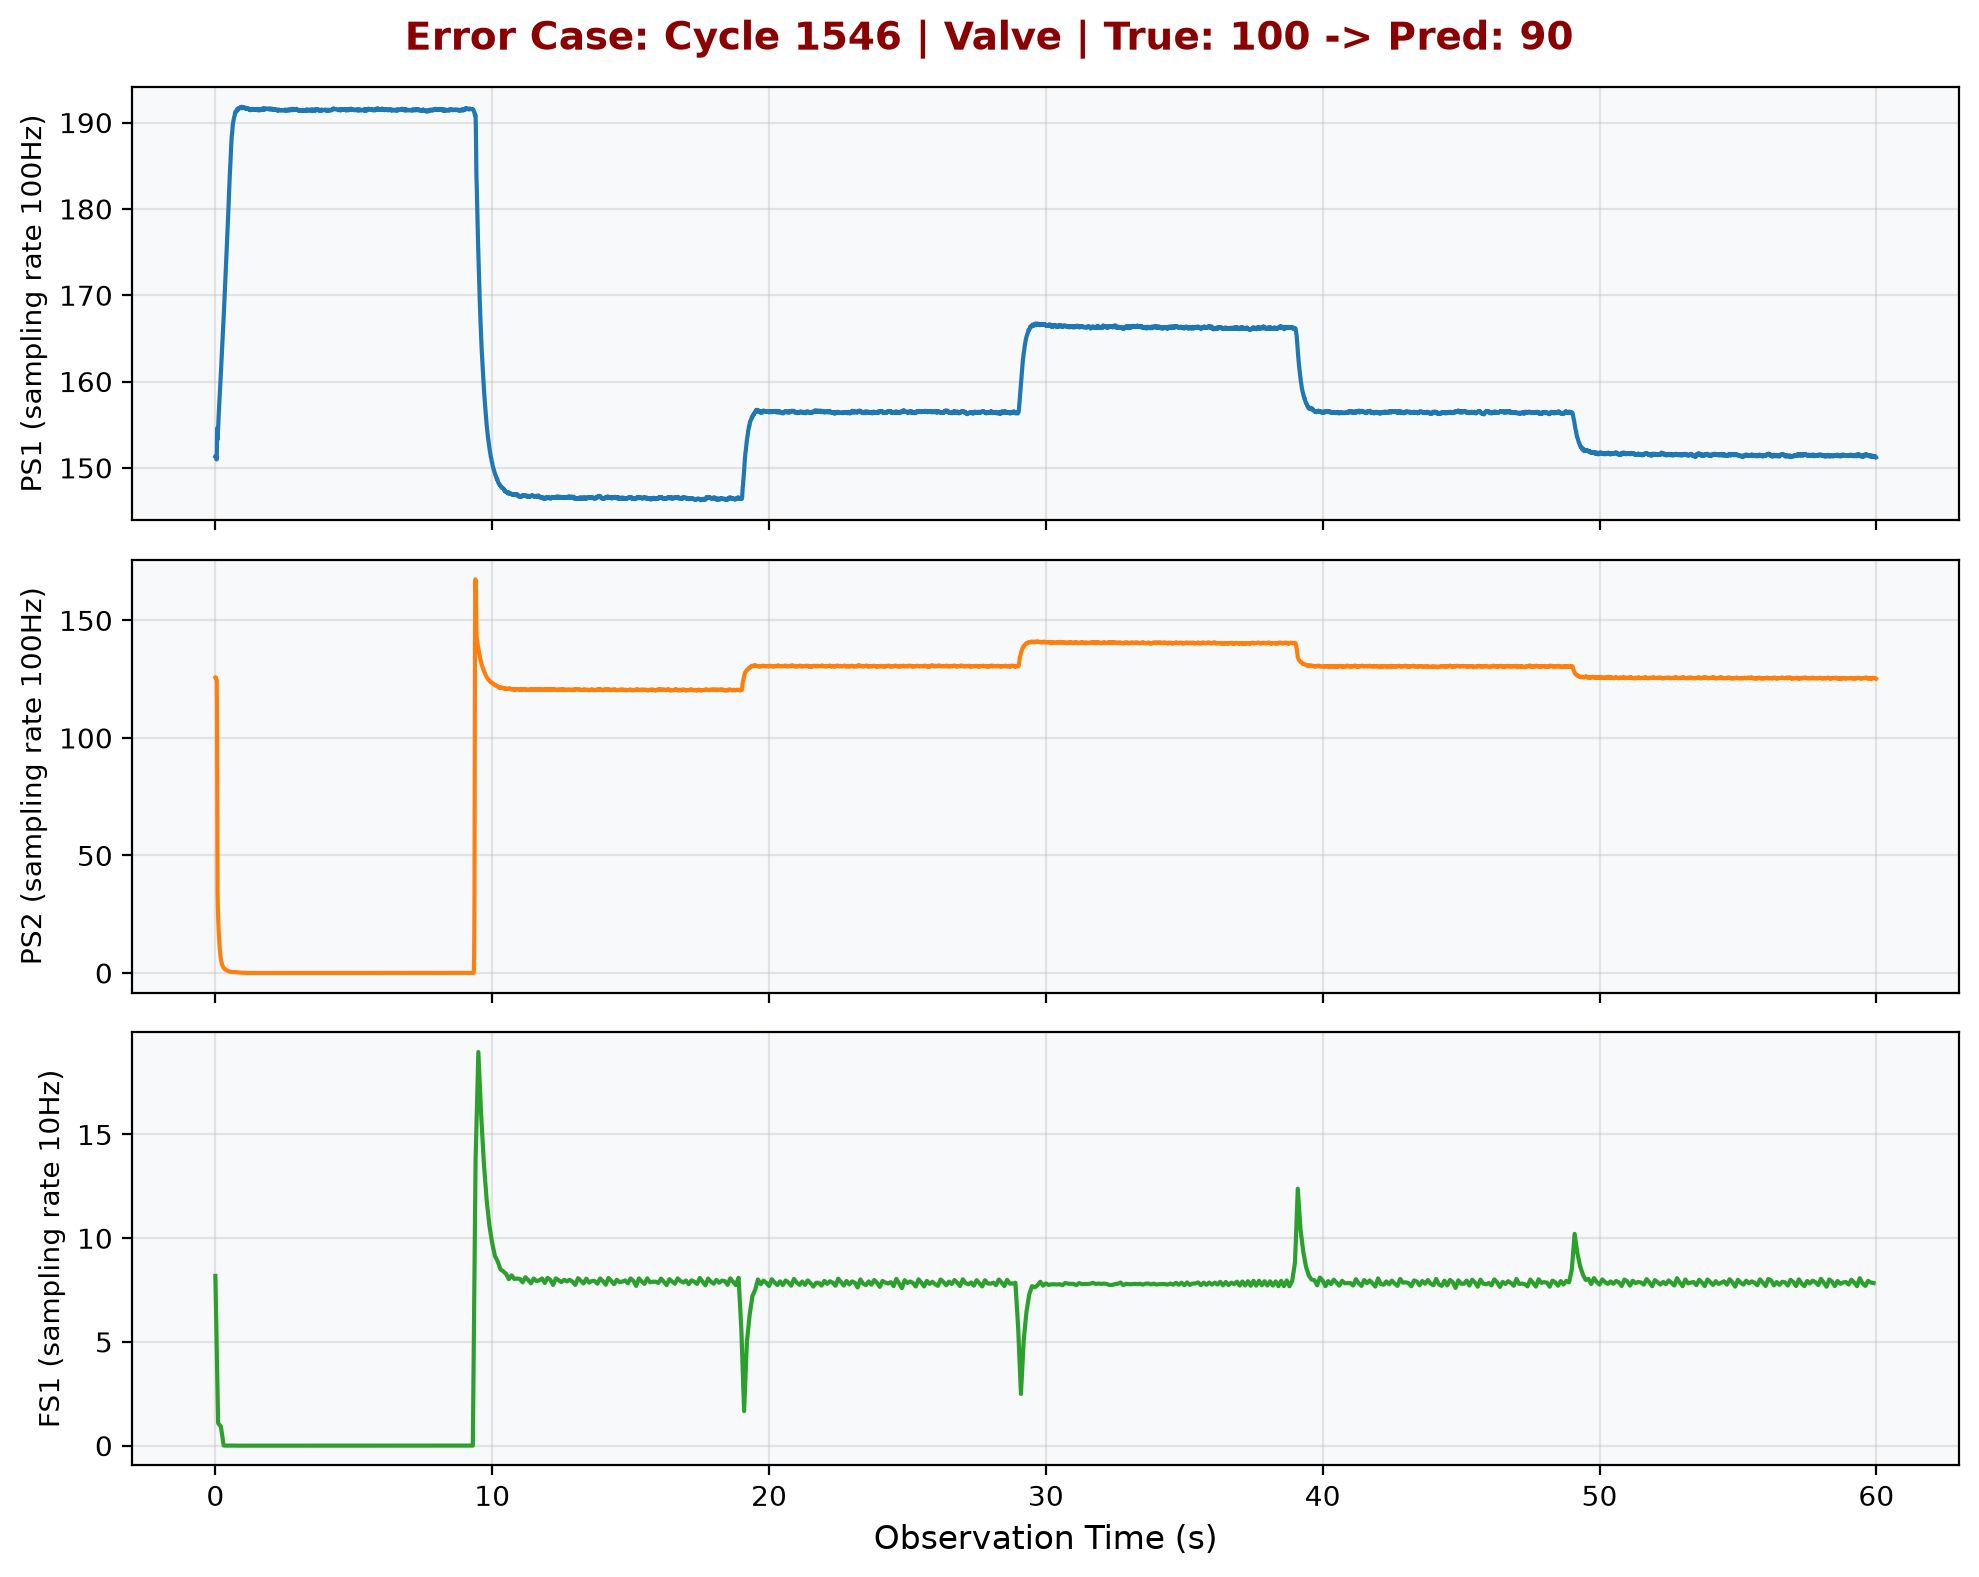 Error Case: Cycle 1546 | Valve | True: 100 -> Pred: 90
PS1 (sampling rate 100Hz)
190
180
170
160
150
PS2 (sampling rate 100Hz)
150
100
50
0
FS1 (sampling rate 10Hz)
15
10
5
0
0 10 20 30 40 50 60
Observation Time (s)